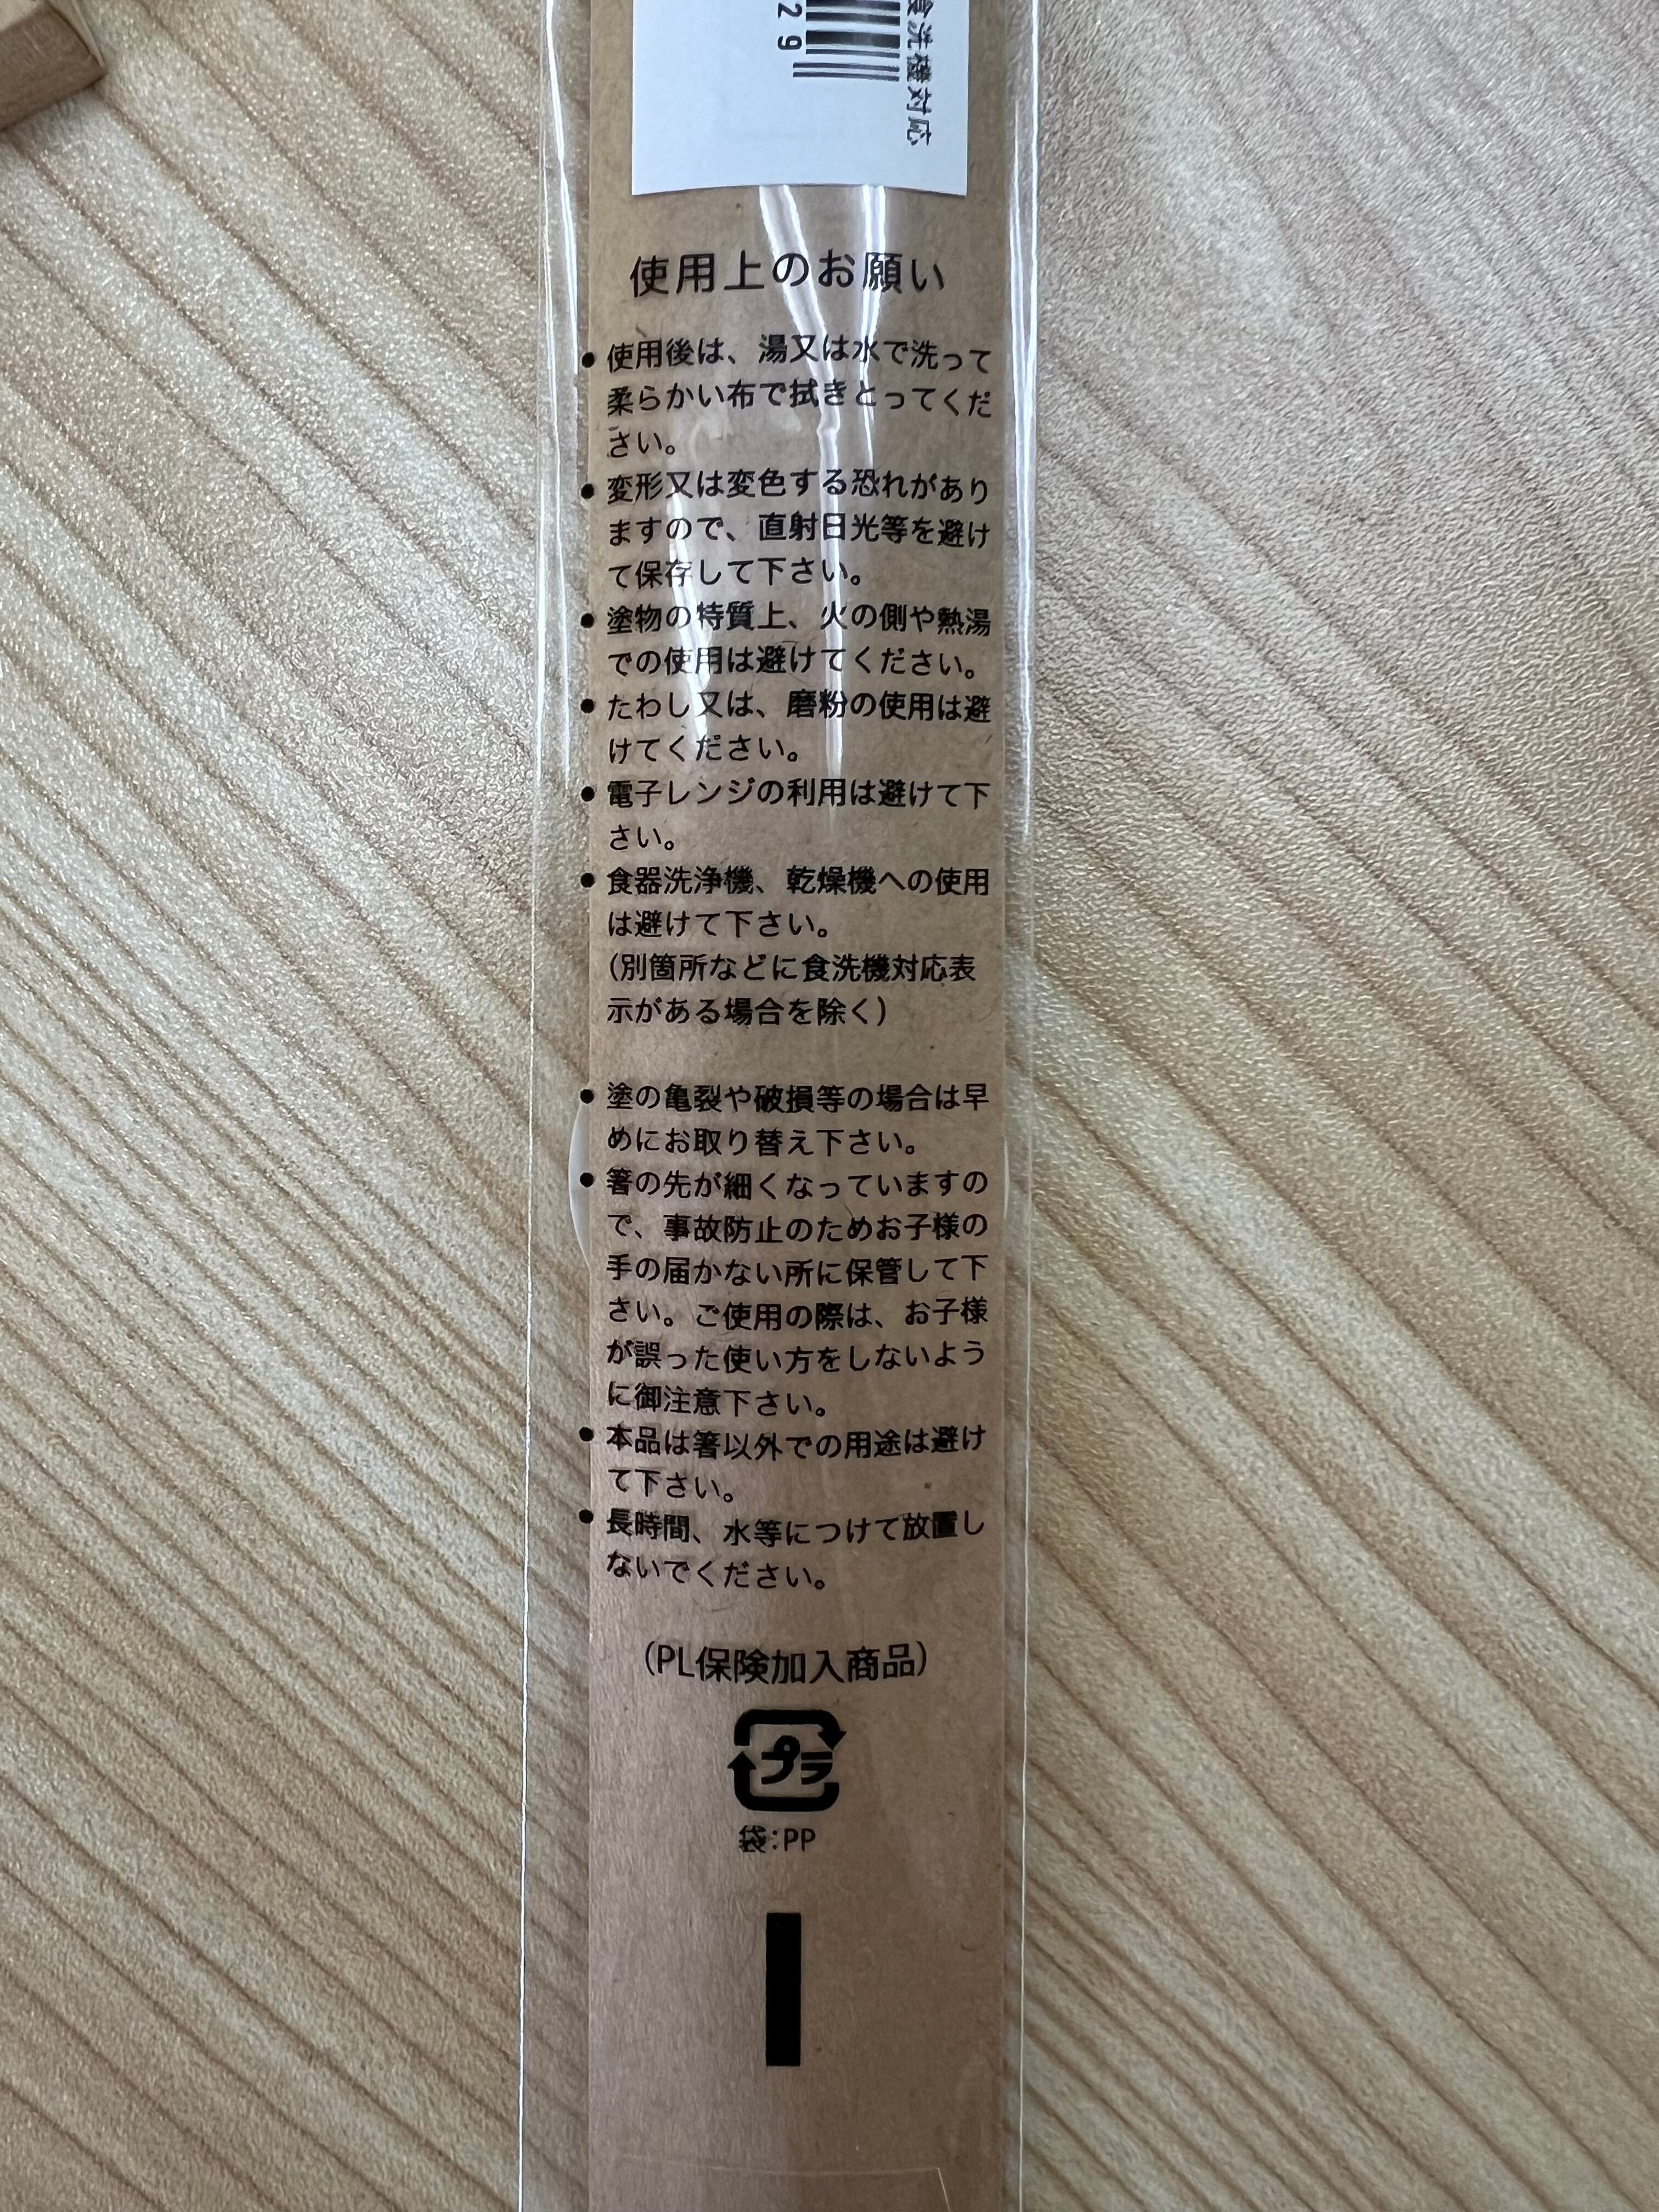 食洗機対応
29
使用上のお願い
●使用後は、湯又は水で洗って
柔らかい布で拭きとってくだ
さい。
●変形又は変色する恐れがあり
ますので、直射日光等を避け
て保存して下さい。
●塗物の特質上、火の側や熱湯
での使用は避けてください。
●たわし又は、磨粉の使用は避
けてください。
●電子レンジの利用は避けて下
さい。
●食器洗浄機、乾燥機への使用
は避けて下さい。
(別箇所などに食洗機対応表
示がある場合を除く)
●塗の亀裂や破損等の場合は早
めにお取り替え下さい。
●箸の先が細くなっていますの
で、事故防止のためお子様の
手の届かない所に保管して下
さい。ご使用の際は、お子様
が誤った使い方をしないよう
に御注意下さい。
●本品は箸以外での用途は避け
て下さい。
●長時間、水等につけて放置し
ないでください。
(PL保険加入商品)
プラ
袋:PP